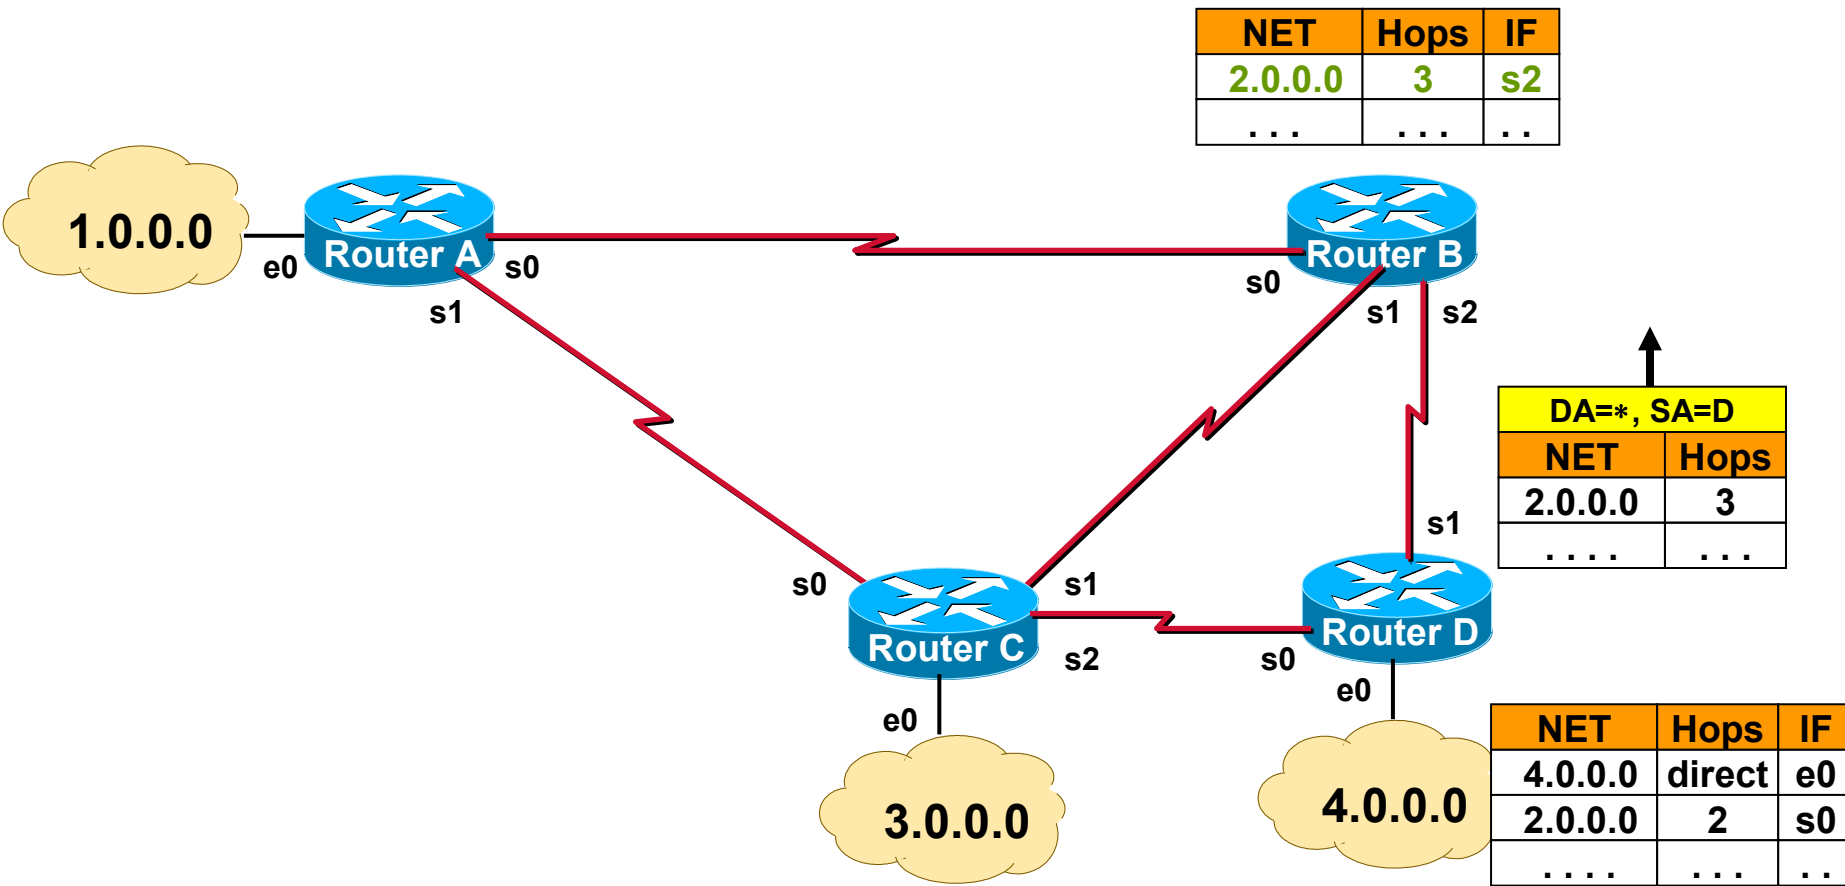 NET Hops IF
2.0.0.0 3 s2
. . . . . . . .
1.0.0.0
e0
Router A
s0
s1
Router B
s0
s1
s2
DA=*, SA=D
NET Hops
2.0.0.0 3
. . . . . . .
s1
s0
Router C
s1
s2
e0
3.0.0.0
Router D
s0
e0
4.0.0.0
NET Hops IF
4.0.0.0 direct e0
2.0.0.0 2 s0
. . . . . . . . .